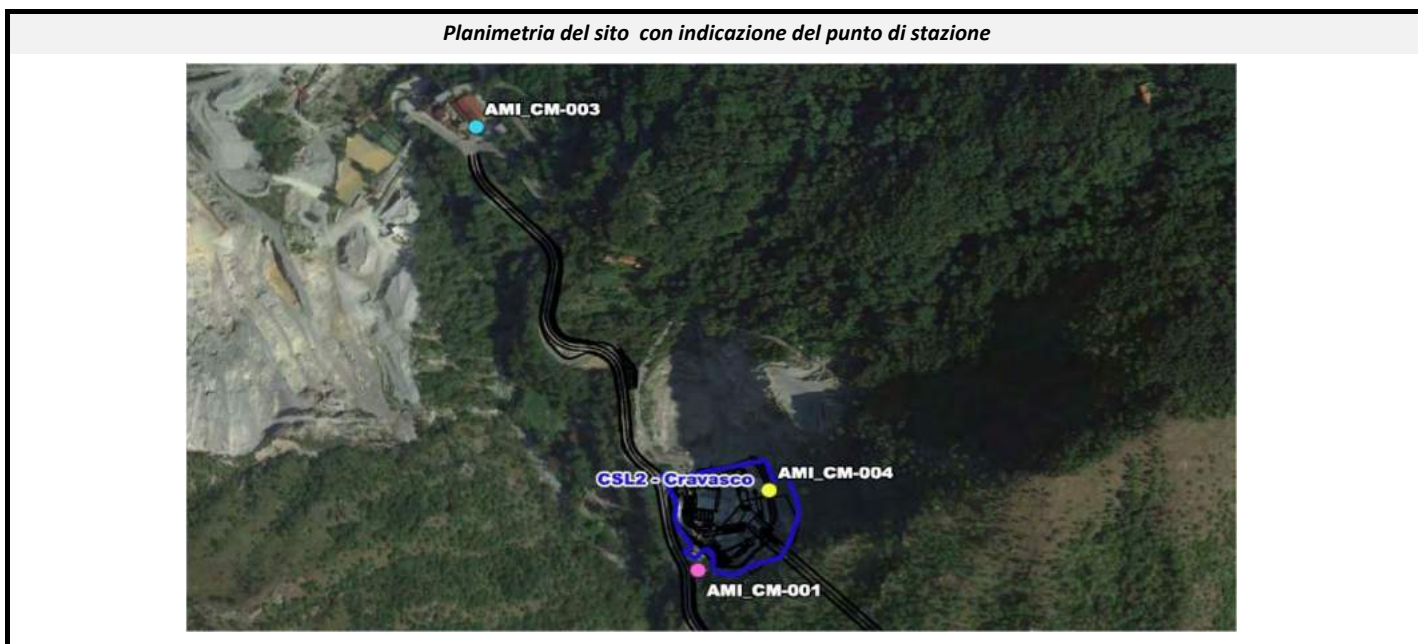 Planimetria del sito con indicazione del punto di stazione
AMI_CM-003
CSL2 - Cravasco
AMI_CM-004
AMI_CM-001